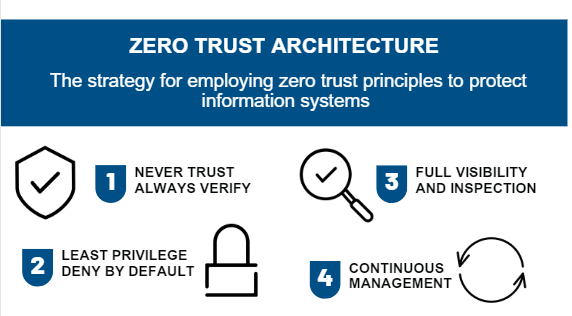 ZERO TRUST ARCHITECTURE
The strategy for employing zero trust principles to protect
information systems
1
NEVER TRUST
ALWAYS VERIFY
2
LEAST PRIVILEGE
DENY BY DEFAULT
3
FULL VISIBILITY
AND INSPECTION
4
CONTINUOUS
MANAGEMENT